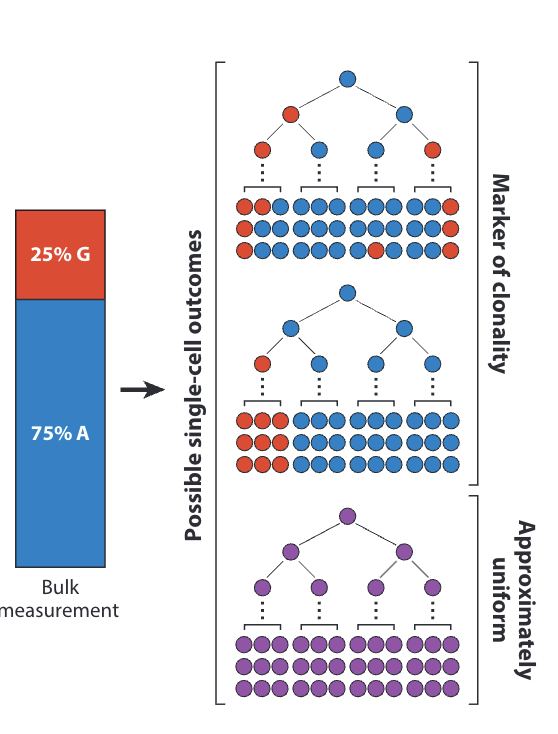 25% G
75% A
Bulk
measurement
Possible single-cell outcomes
Marker of clonality
Approximately
uniform